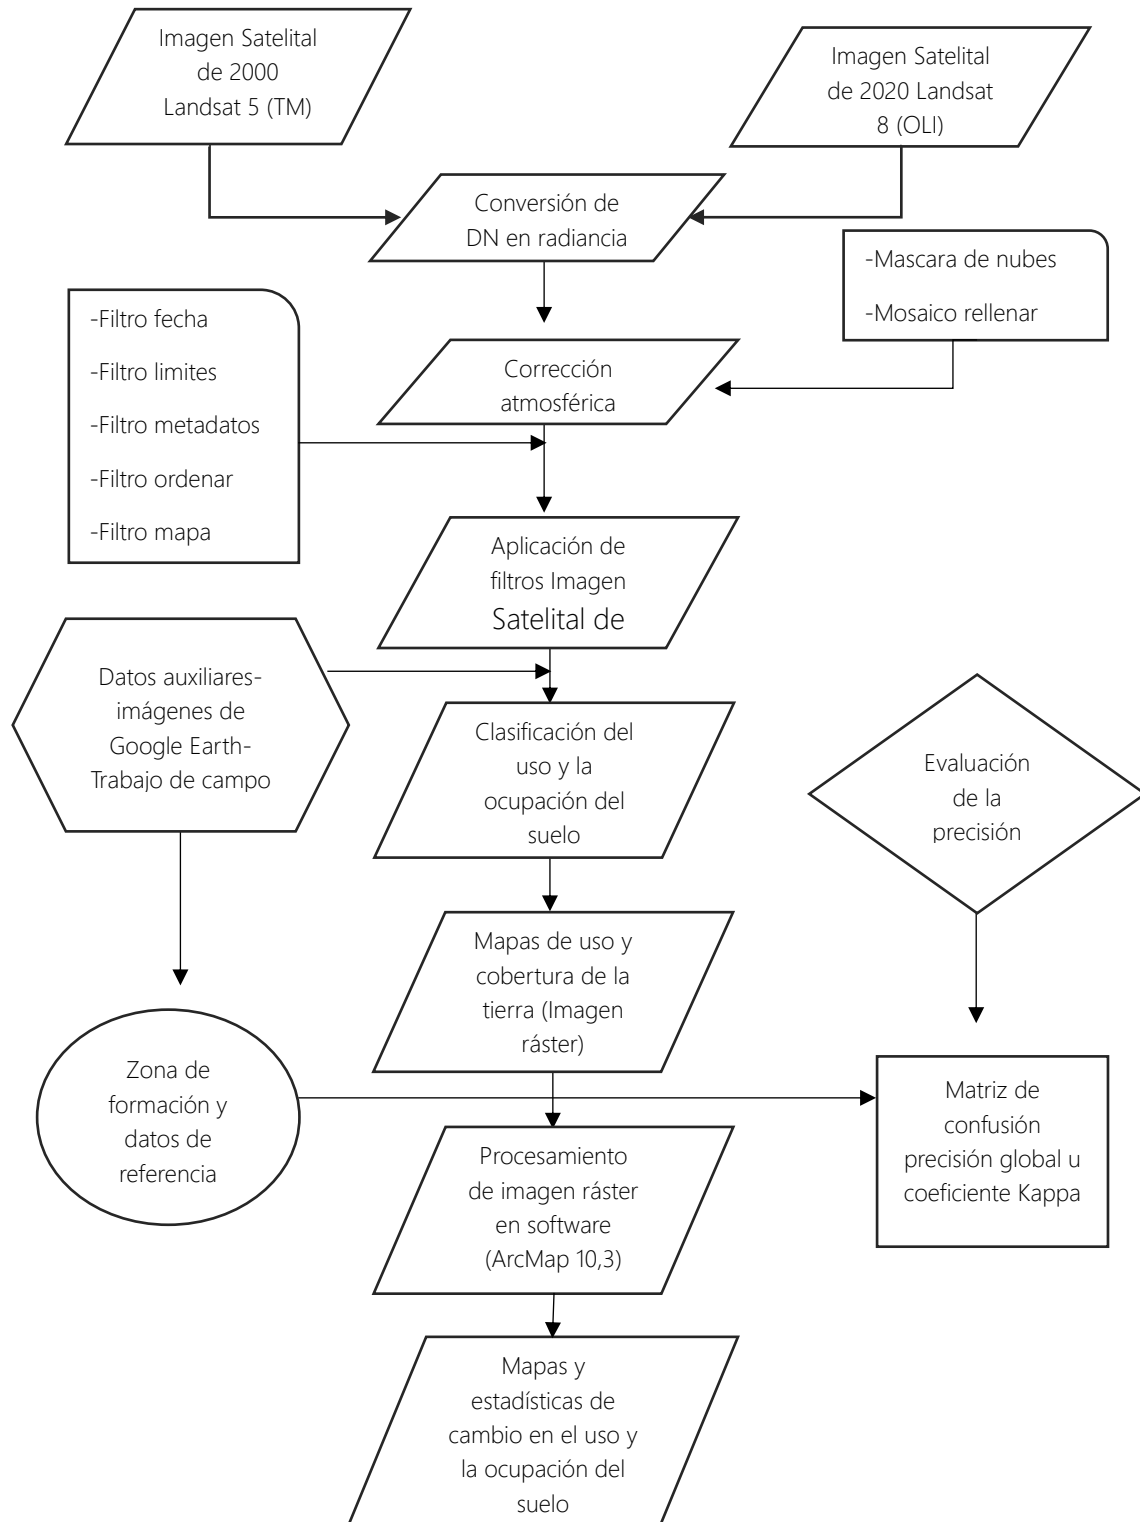 Imagen Satelital
de 2000
Landsat 5 (TM)
Imagen Satelital
de 2020 Landsat
8 (OLI)
Conversión de
DN en radiancia
-Mascara de nubes
-Mosaico rellenar
-Filtro fecha
-Filtro limites
-Filtro metadatos
-Filtro ordenar
-Filtro mapa
Corrección
atmosférica
Aplicación de
filtros Imagen
Satelital de
Datos auxiliares-
imágenes de
Google Earth-
Trabajo de campo
Clasificación del
uso y la
ocupación del
suelo
Evaluación
de la
precisión
Mapas de uso y
cobertura de la
tierra (Imagen
ráster)
Zona de
formación y
datos de
referencia
Matriz de
confusión
precisión global u
coeficiente Kappa
Procesamiento
de imagen ráster
en software
(ArcMap 10,3)
Mapas y
estadísticas de
cambio en el uso y
la ocupación del
suelo